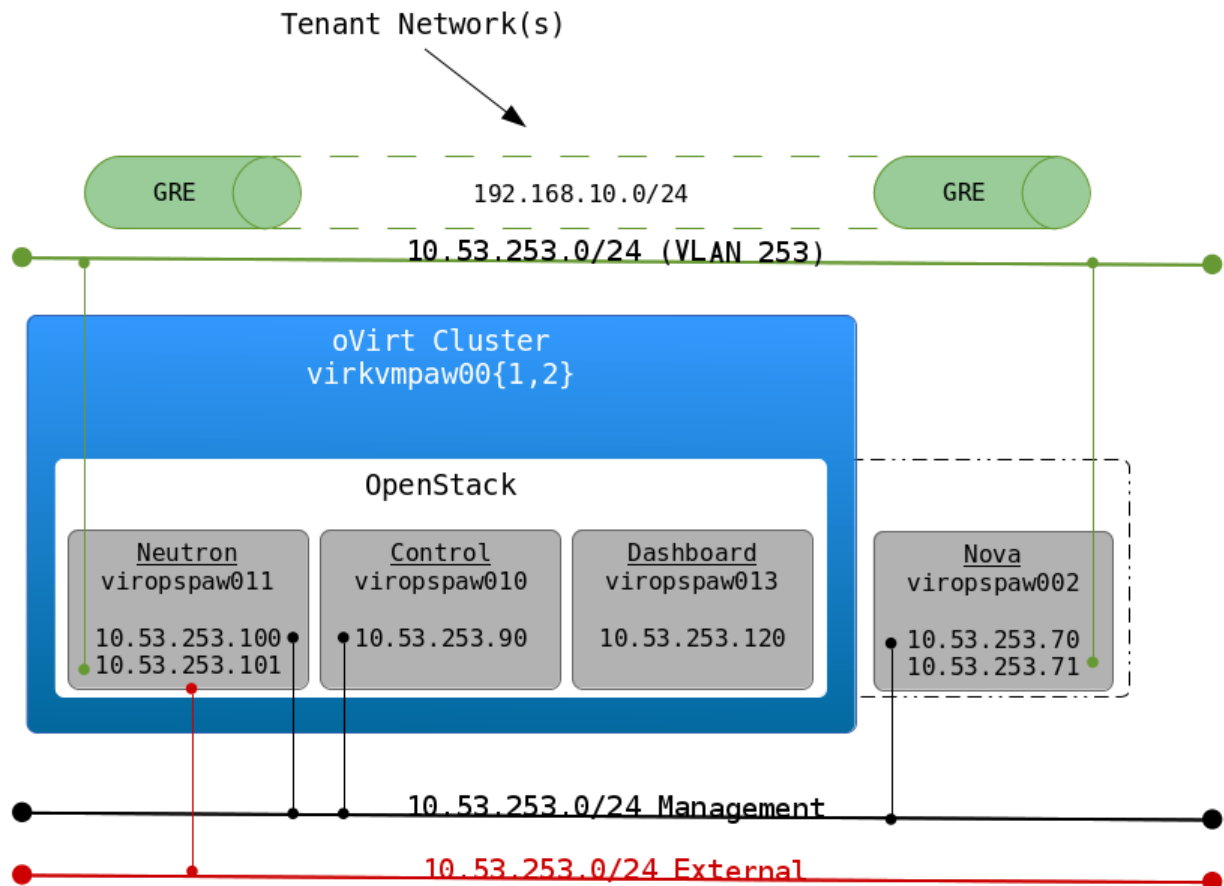 Tenant Network(s)
GRE
192.168.10.0/24
GRE
10.53.253.0/24 (VLAN 253)
oVirt Cluster
virkvmpaw00{1,2}
OpenStack
Neutron
viropspaw011
10.53.253.100
10.53.253.101
Control
viropspaw010
10.53.253.90
Dashboard
viropspaw013
10.53.253.120
Nova
viropspaw002
10.53.253.70
10.53.253.71
10.53.253.0/24 Management
10.53.253.0/24 External